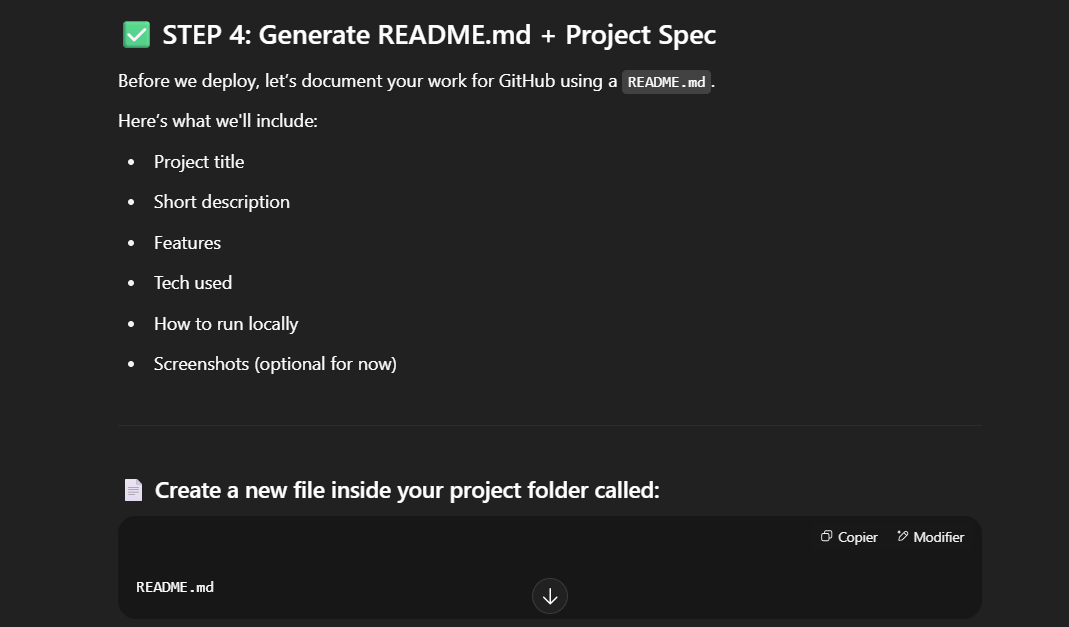 ✅ STEP 4: Generate README.md + Project Spec
Before we deploy, let’s document your work for GitHub using a README.md.
Here’s what we'll include:
• Project title
• Short description
• Features
• Tech used
• How to run locally
• Screenshots (optional for now)
📄 Create a new file inside your project folder called:
Copier Modifier
README.md